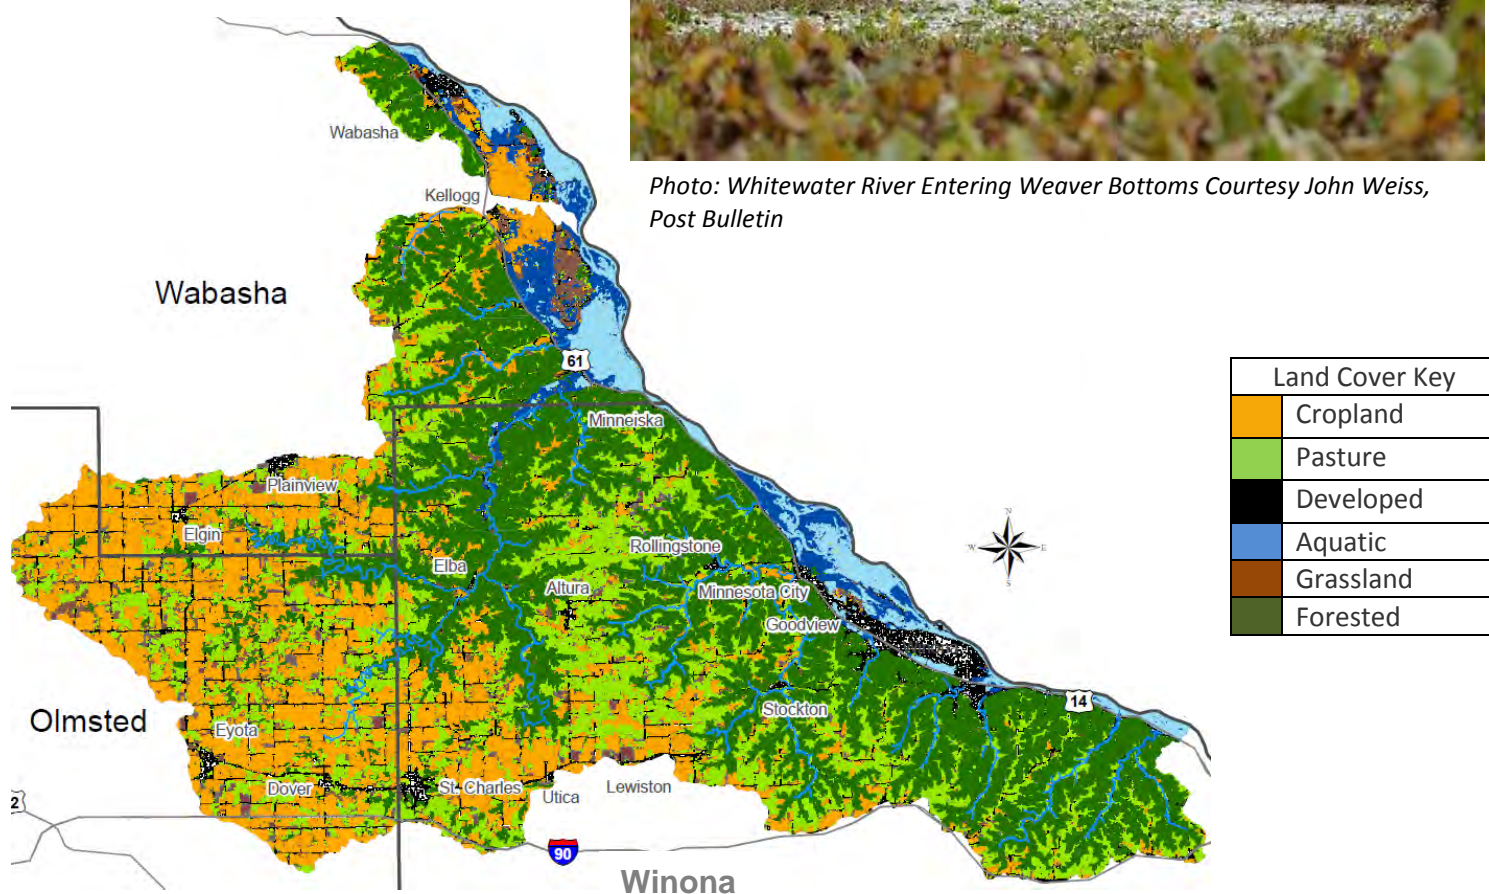 Photo: Whitewater River Entering Weaver Bottoms Courtesy John Weiss,
Post Bulletin
Wabasha
Kellogg
Wabasha
61
Minneiska
Plainview
Elgin
Rollingstone
Elba
Altura
Minnesota City
Goodview
Stockton
14
Olmsted
Eyota
Dover
St. Charles
Utica
Lewiston
2
90
Winona
N
W
E
S
Land Cover Key
Cropland
Pasture
Developed
Aquatic
Grassland
Forested